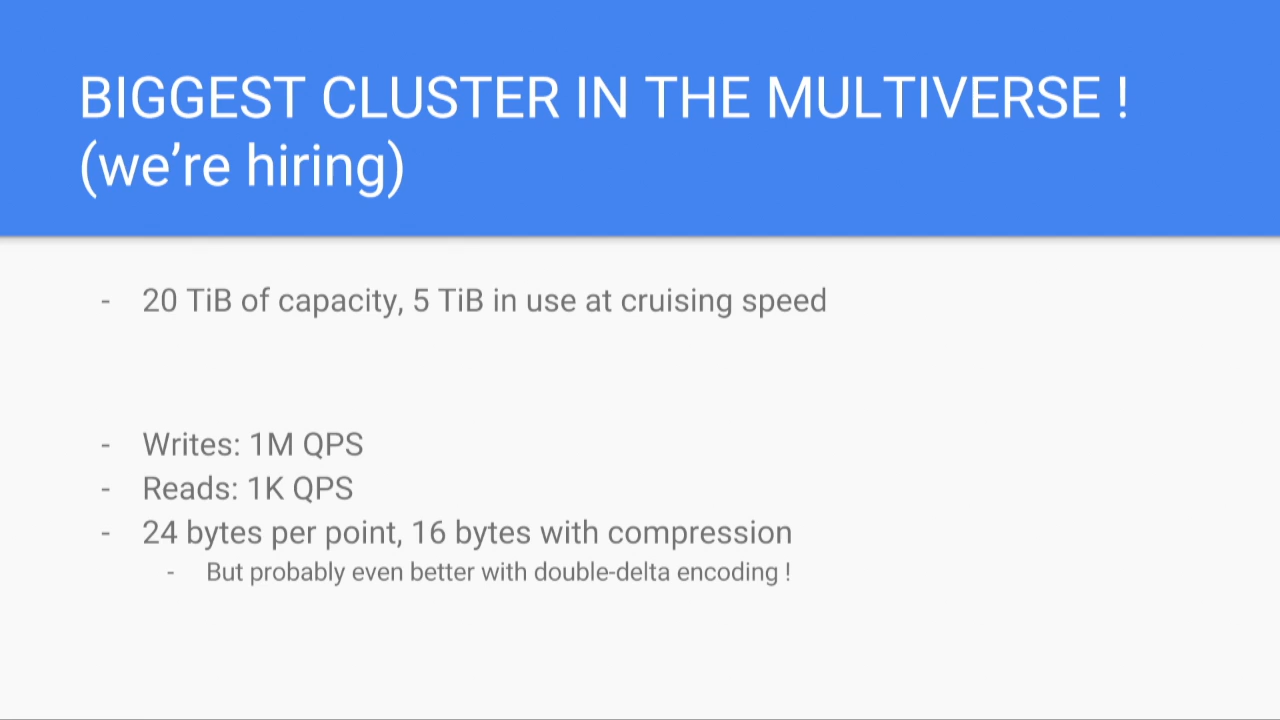 BIGGEST CLUSTER IN THE MULTIVERSE !
(we’re hiring)
- 20 TiB of capacity, 5 TiB in use at cruising speed
- Writes: 1M QPS
- Reads: 1K QPS
- 24 bytes per point, 16 bytes with compression
- But probably even better with double-delta encoding !